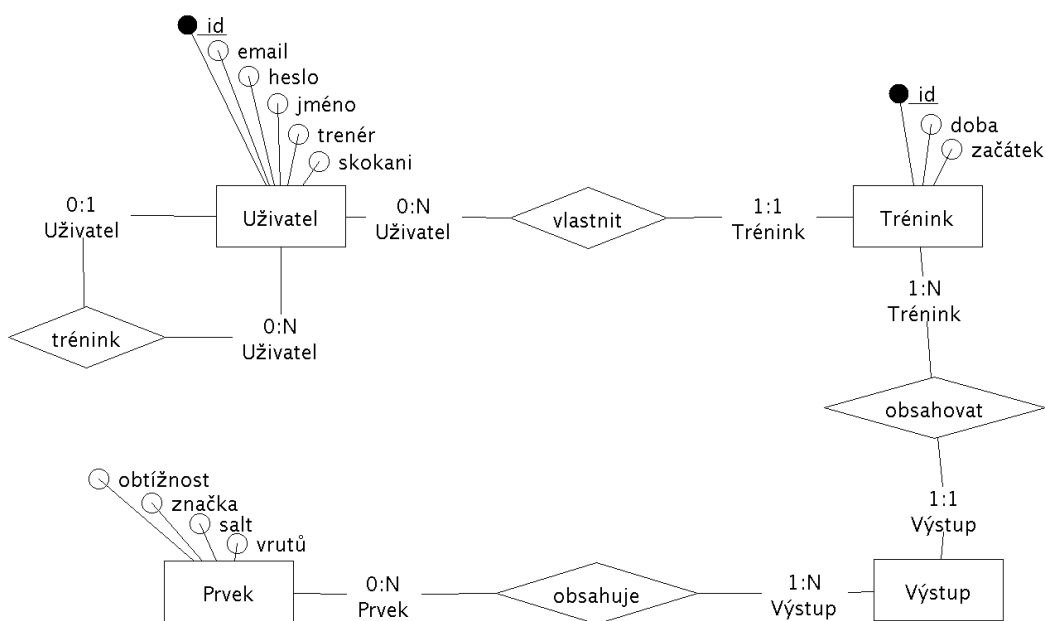 id
email
heslo
jméno
trenér
skokani
id
doba
začátek
0:1
Uživatel
Uživatel
0:N
Uživatel
vlastnit
1:1
Trénink
Trénink
trénink
0:N
Uživatel
1:N
Trénink
obsahovat
obtížnost
značka
salt
vrutů
1:1
Výstup
Prvek
0:N
Prvek
obsahuje
1:N
Výstup
Výstup